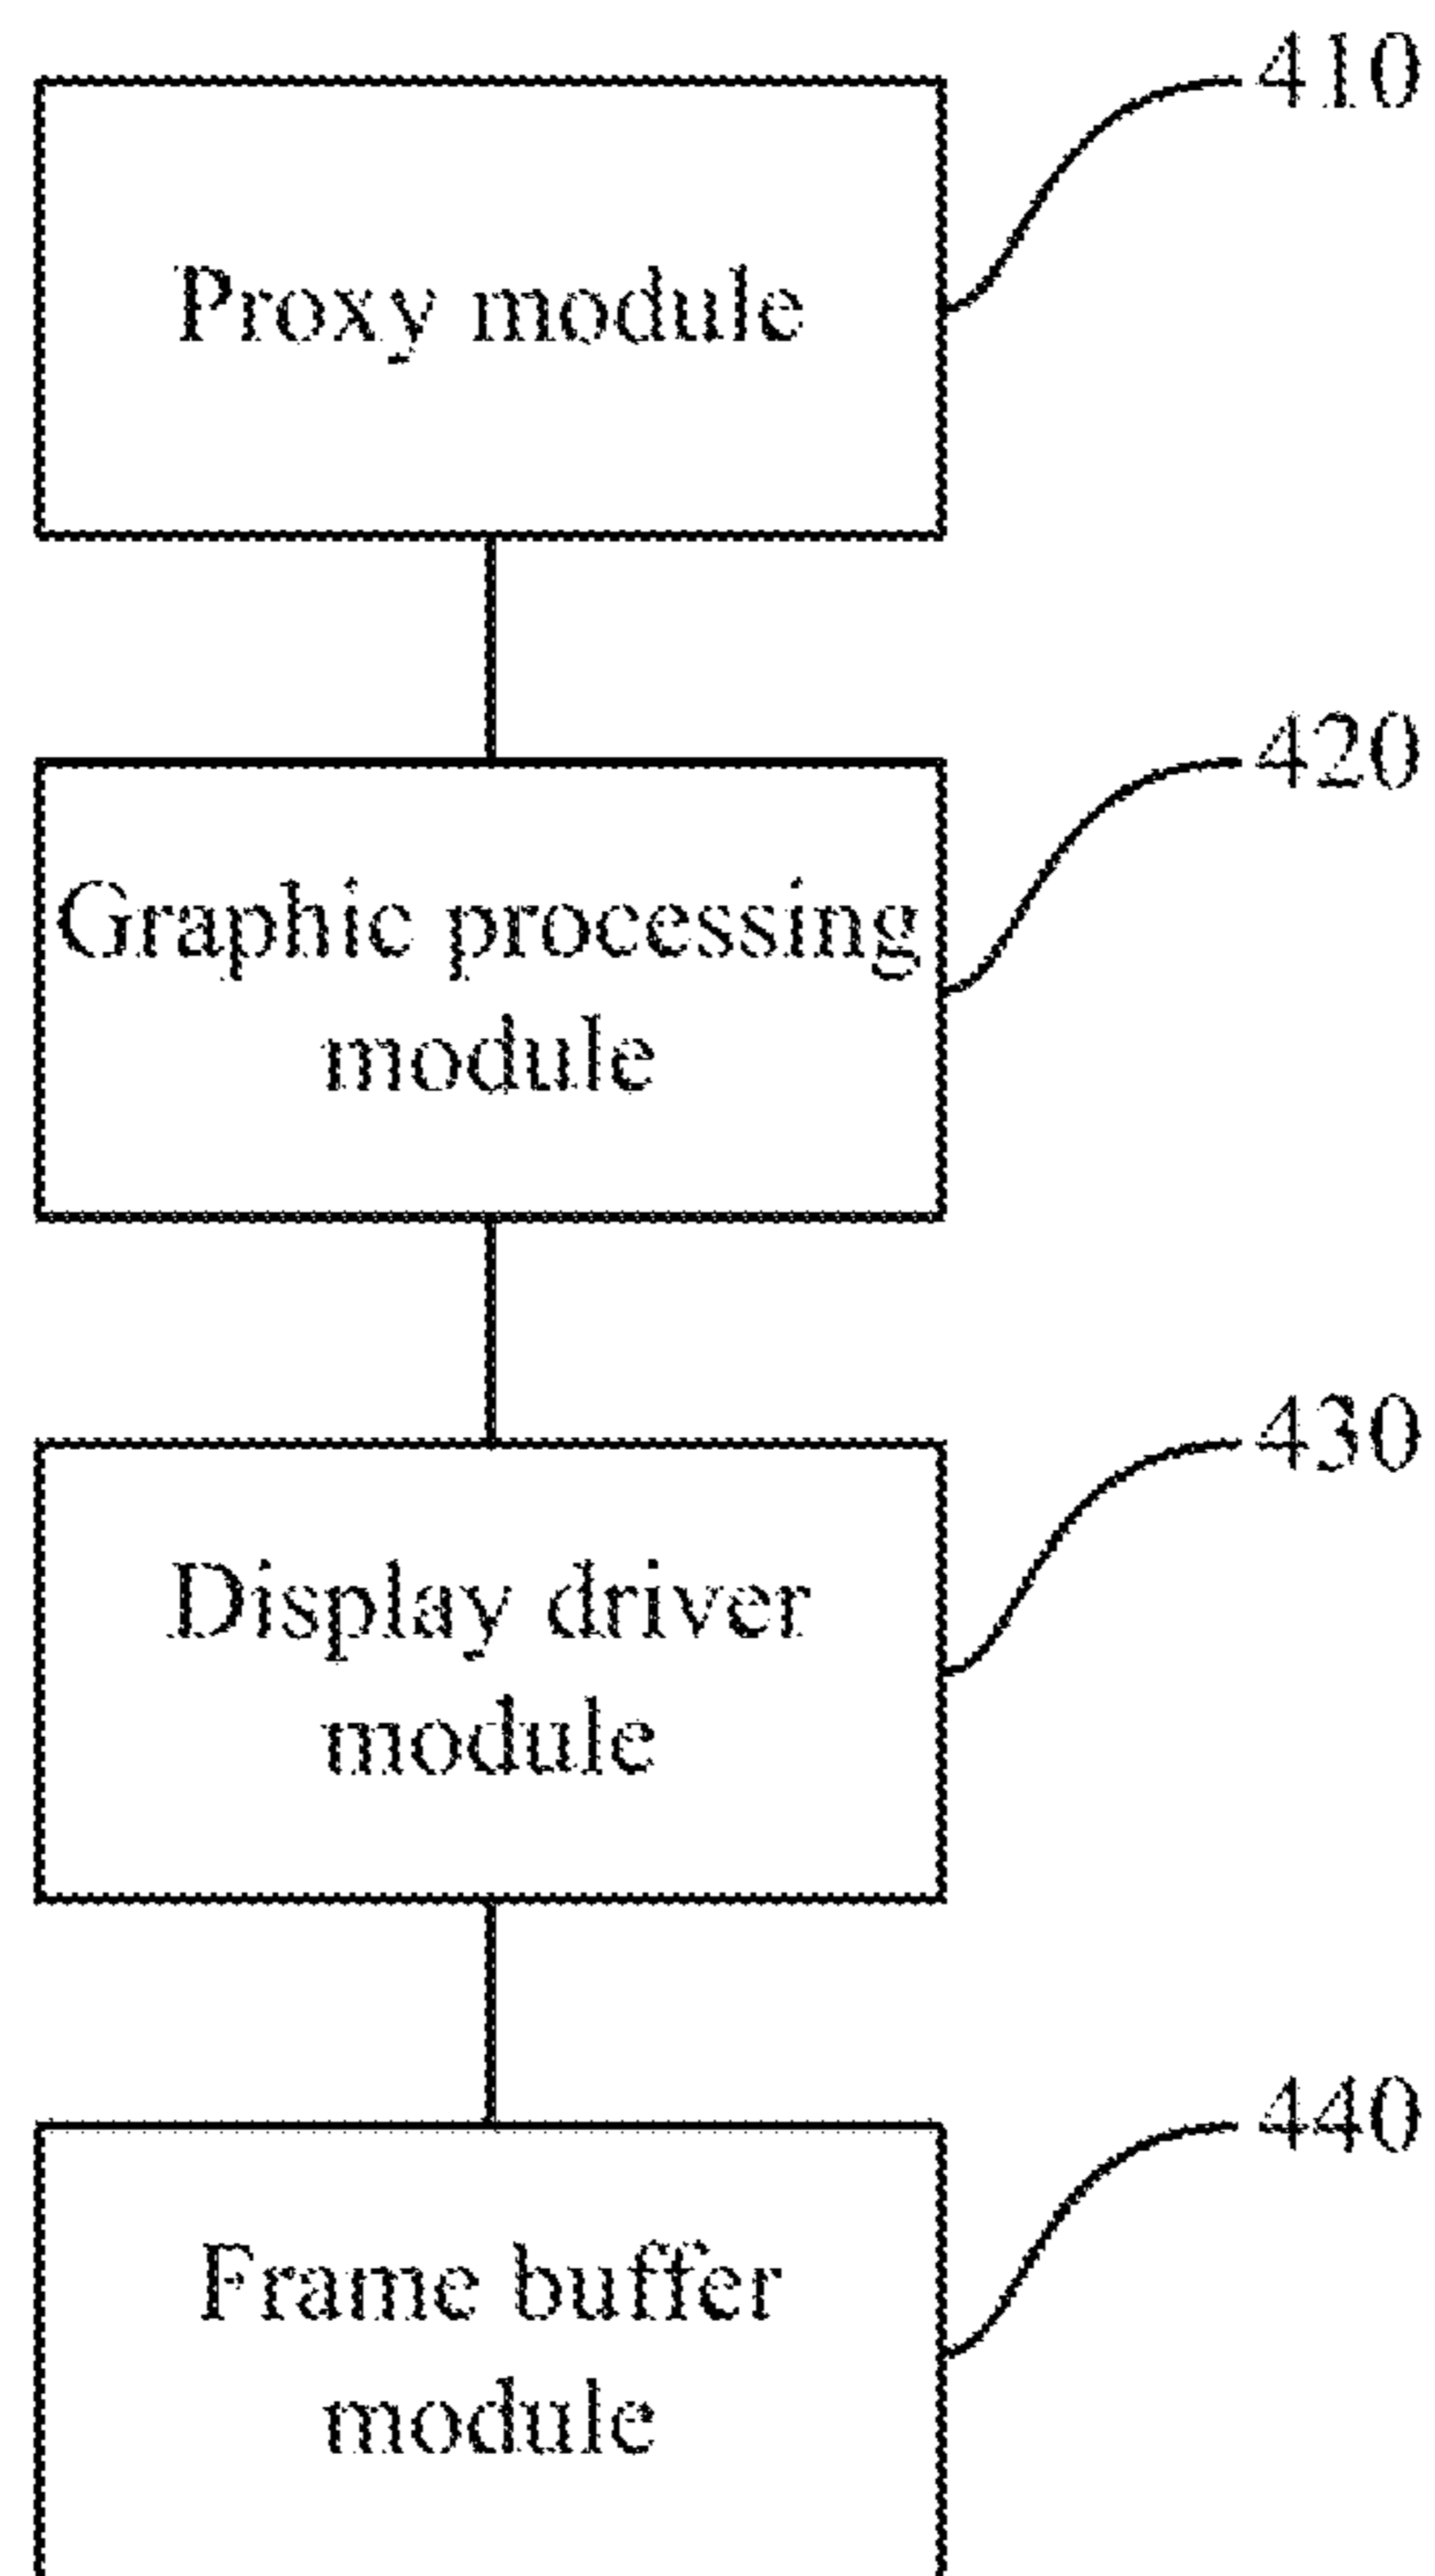 410
Proxy module
420
Graphic processing
module
430
Display driver
module
440
Frame buffer
module